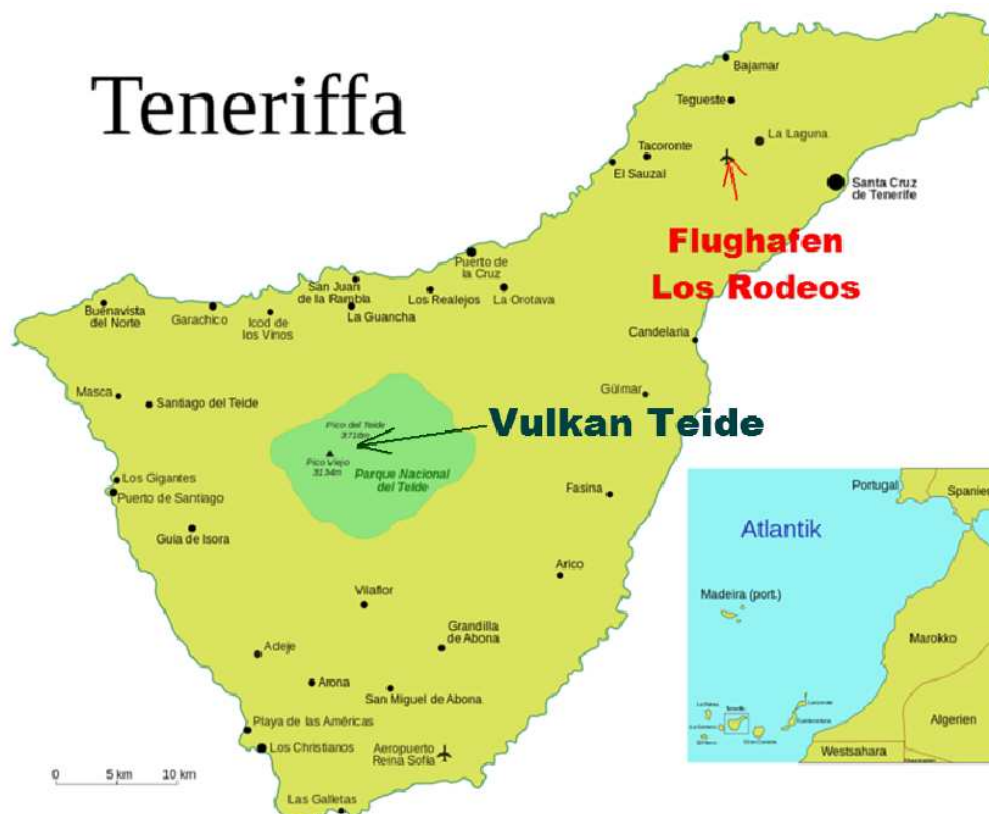 Teneriffa
Bajamar
Tegueste
La Laguna
Tacoronte
El Sauzal
Santa Cruz
de Tenerife
Flughafen
Los Rodeos
Puerto de
la Cruz
San Juan
de la Rambla
Los Realejos
La Orotava
Buenavista
del Norte
Garachico
Icod de
los Vinos
La Guancha
Candelaria
Masca
Santiago del Teide
Güímar
Vulkan Teide
Pico del Teide
3718m
Pico Viejo
3134m
Parque Nacional
del Teide
Los Gigantes
Puerto de Santiago
Fasina
Guia de Isora
Arico
Vilaflor
Grandilla
de Abona
Adeje
Arona
San Miguel de Abona
Playa de las Américas
Los Christianos
Aeropuerto
Reina Sofia
Las Galletas
0 5 km 10 km
Portugal
Spanien
Atlantik
Madeira (port.)
Marokko
Algerien
Westsahara